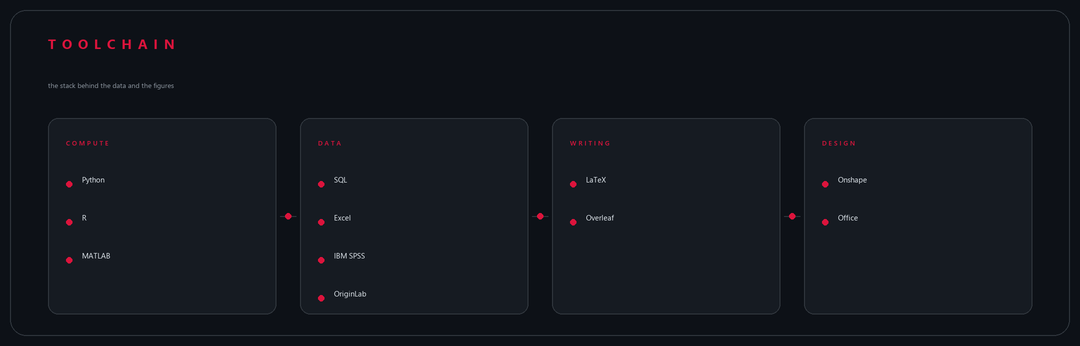 TOOLCHAIN
the stack behind the data and the figures
COMPUTE
Python
R
MATLAB
DATA
SQL
Excel
IBM SPSS
OriginLab
WRITING
LaTeX
Overleaf
DESIGN
Onshape
Office